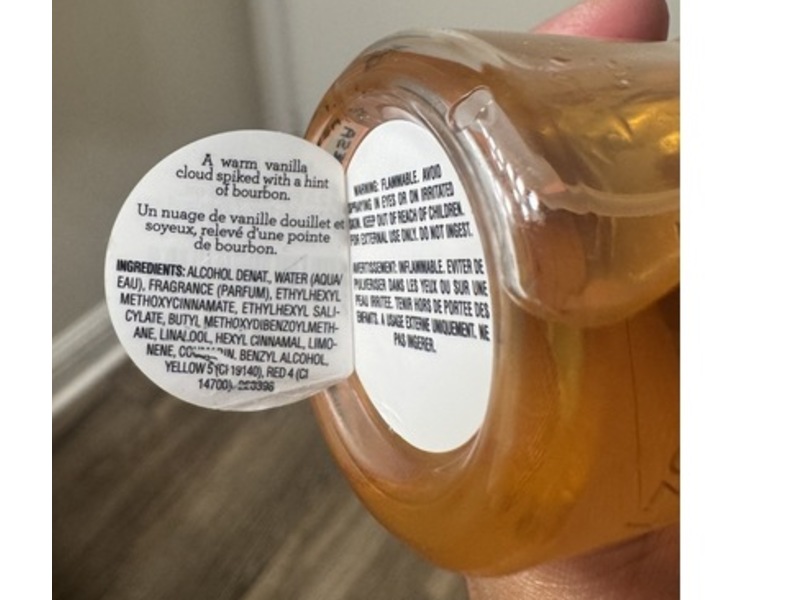 A warm vanilla
cloud spiked with a hint
of bourbon.
Un nuage de vanille douillet et
soyeux, relevé d'une pointe
de bourbon.
INGREDIENTS: ALCOHOL DENAT., WATER (AQUA/
EAU), FRAGRANCE (PARFUM), ETHYLHEXYL
METHOXYCINNAMATE, ETHYLHEXYL SALI-
CYLATE, BUTYL METHOXYDIBENZOYLMETH-
ANE, LINALOOL, HEXYL CINNAMAL, LIMO-
NENE, COUMARIN, BENZYL ALCOHOL,
YELLOW 5 (CI 19140), RED 4 (CI
14700).
WARNING: FLAMMABLE. AVOID
SPRAYING IN EYES OR ON IRRITATED
SKIN. KEEP OUT OF REACH OF CHILDREN.
FOR EXTERNAL USE ONLY. DO NOT INGEST.
AVERTISSEMENT: INFLAMMABLE. EVITER DE
PULVERISER DANS LES YEUX OU SUR UNE
PEAU IRRITEE. TENIR HORS DE PORTEE DES
ENFANTS. A USAGE EXTERNE UNIQUEMENT. NE
PAS INGERER.